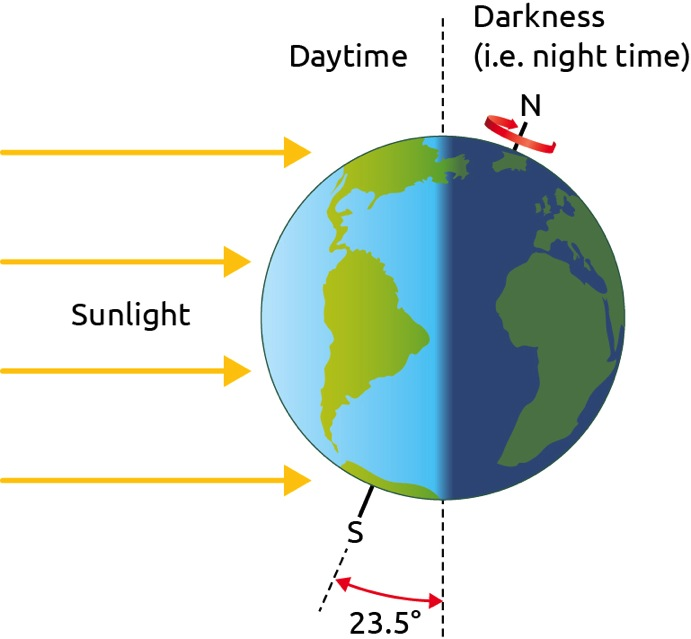 Daytime
Darkness
(i.e. night time)
N
Sunlight
S
23.5°